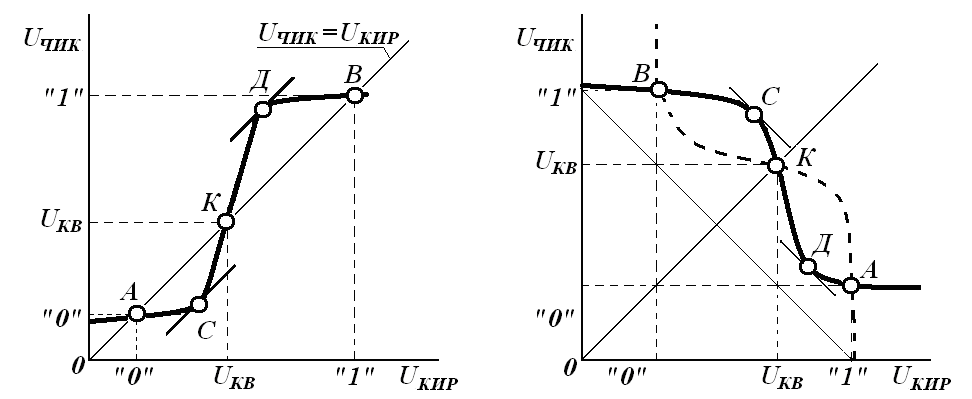 UЧИК
UЧИК = UКИР
Д
В
"1"
К
UКВ
А
"0"
С
0
"0"
UКВ
"1"
UКИР
UЧИК
В
С
"1"
К
UКВ
Д
А
"0"
0
"0"
UКВ
"1"
UКИР